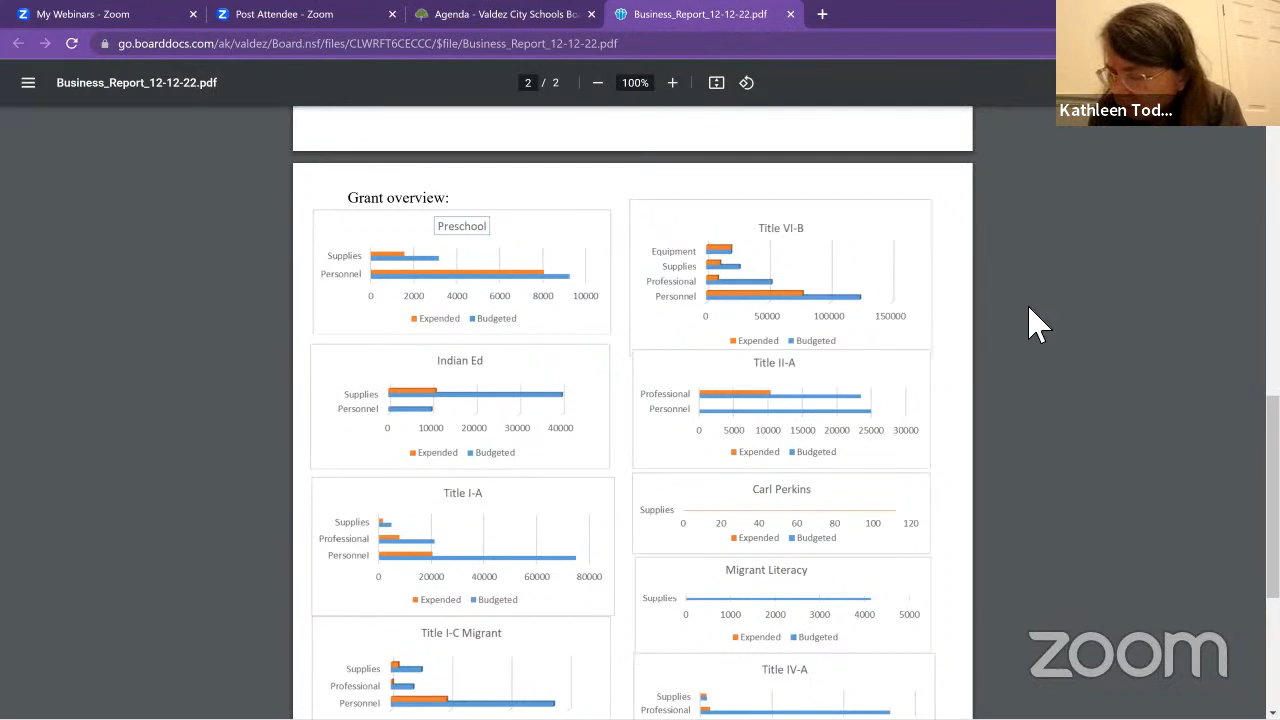 My Webinars - Zoom
Post Attendee - Zoom
Agenda - Valdez City Schools Bo
Business_Report_12-12-22.pdf
go.boarddocs.com/ak/valdez/Board.nsf/files/CLWRFT6CECCC/$file/Business_Report_12-12-22.pdf
Business_Report_12-12-22.pdf
2 / 2
100%
Kathleen Tod...
Grant overview:
Preschool
Supplies
Personnel
0 2000 4000 6000 8000 10000
Expended Budgeted
Title VI-B
Equipment
Supplies
Professional
Personnel
0 50000 100000 150000
Expended Budgeted
Indian Ed
Supplies
Personnel
0 10000 20000 30000 40000
Expended Budgeted
Title II-A
Professional
Personnel
0 5000 10000 15000 20000 25000 30000
Expended Budgeted
Title I-A
Supplies
Professional
Personnel
0 20000 40000 60000 80000
Expended Budgeted
Carl Perkins
Supplies
0 20 40 60 80 100 120
Expended Budgeted
Migrant Literacy
Supplies
0 1000 2000 3000 4000 5000
Expended Budgeted
Title I-C Migrant
Supplies
Professional
Personnel
Title IV-A
Supplies
Professional
zoom